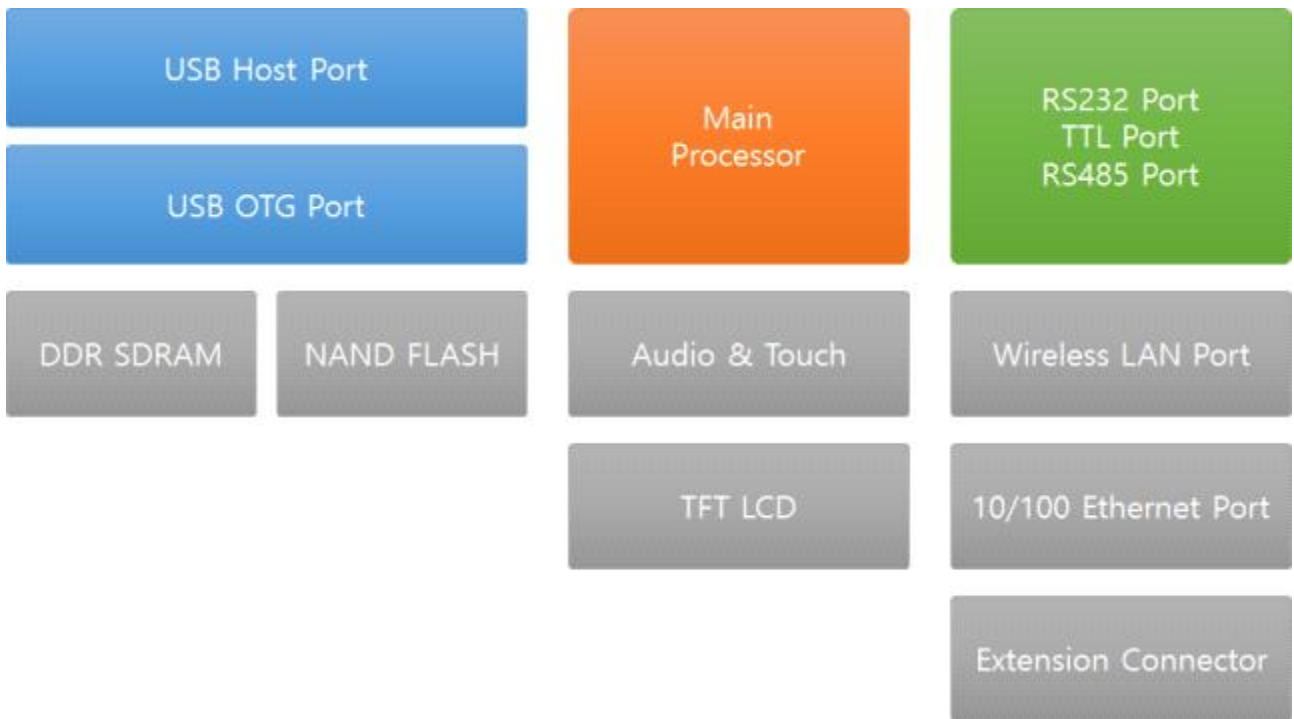 USB Host Port
USB OTG Port
Main
Processor
RS232 Port
TTL Port
RS485 Port
DDR SDRAM
NAND FLASH
Audio & Touch
Wireless LAN Port
TFT LCD
10/100 Ethernet Port
Extension Connector